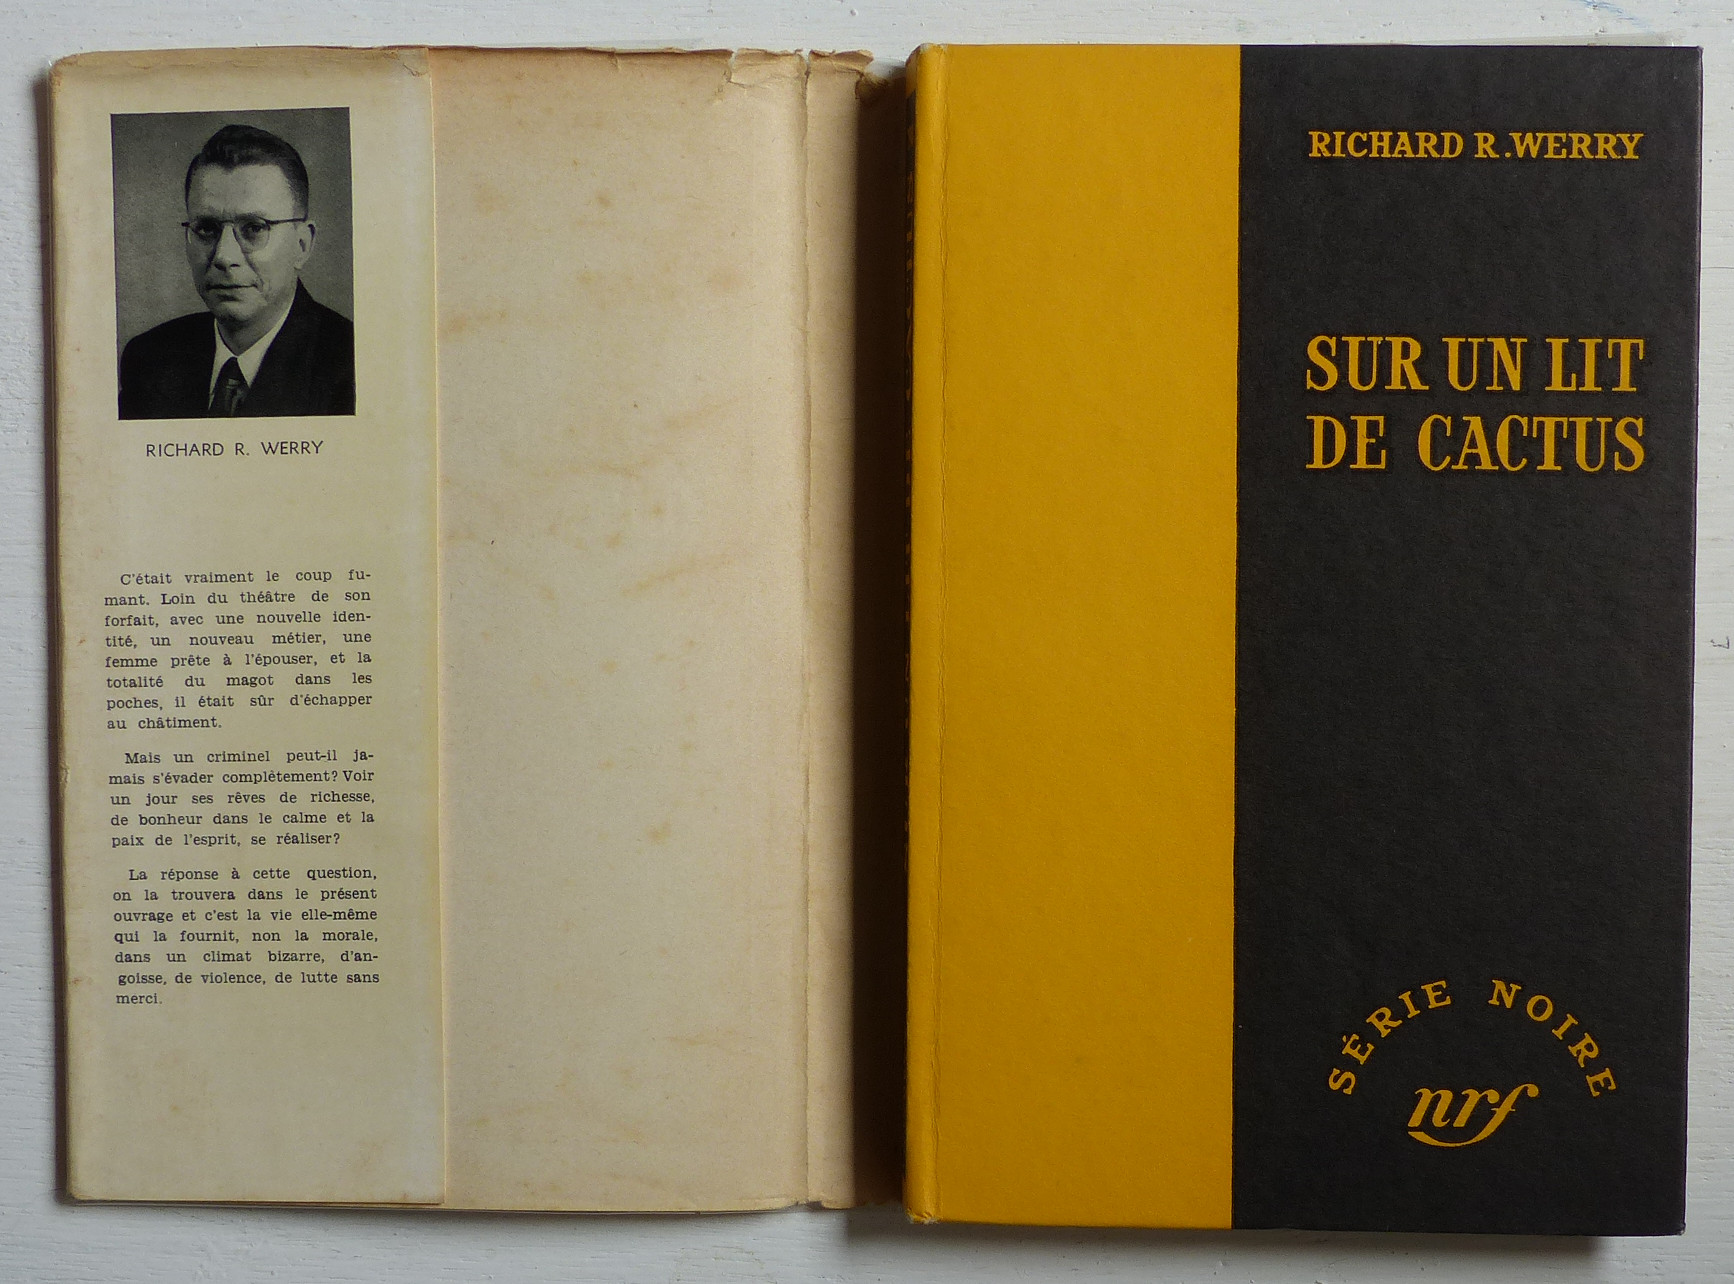 RICHARD R. WERRY
C'était vraiment le coup fu-
mant. Loin du théâtre de son
forfait, avec une nouvelle iden-
tité, un nouveau métier, une
femme prête à l'épouser, et la
totalité du magot dans les
poches, il était sûr d'échapper
au châtiment.
Mais un criminel peut-il ja-
mais s'évader complètement? Voir
un jour ses rêves de richesse,
de bonheur dans le calme et la
paix de l'esprit, se réaliser?
La réponse à cette question,
on la trouvera dans le présent
ouvrage et c'est la vie elle-même
qui la fournit, non la morale,
dans un climat bizarre, d'an-
goisse, de violence, de lutte sans
merci.
RICHARD R. WERRY
SUR UN LIT
DE CACTUS
SÉRIE NOIRE
nrf